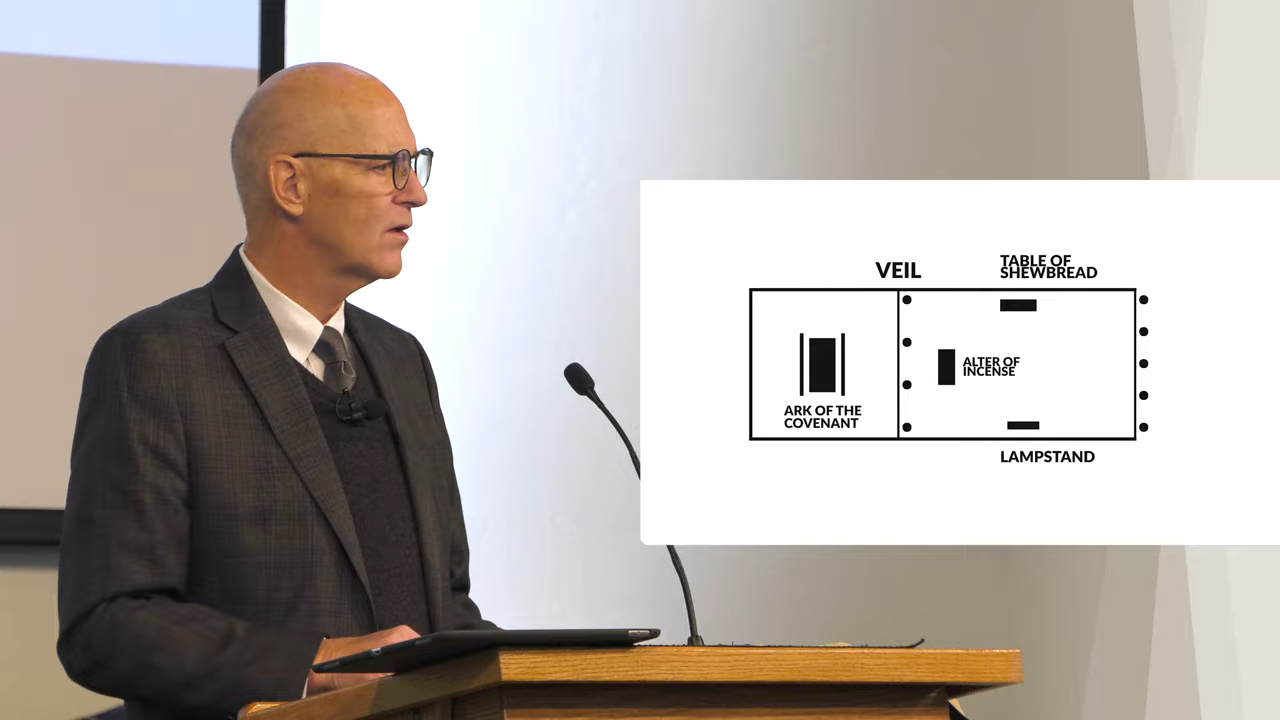 VEIL
TABLE OF
SHEWBREAD
ALTER OF
INCENSE
ARK OF THE
COVENANT
LAMPSTAND